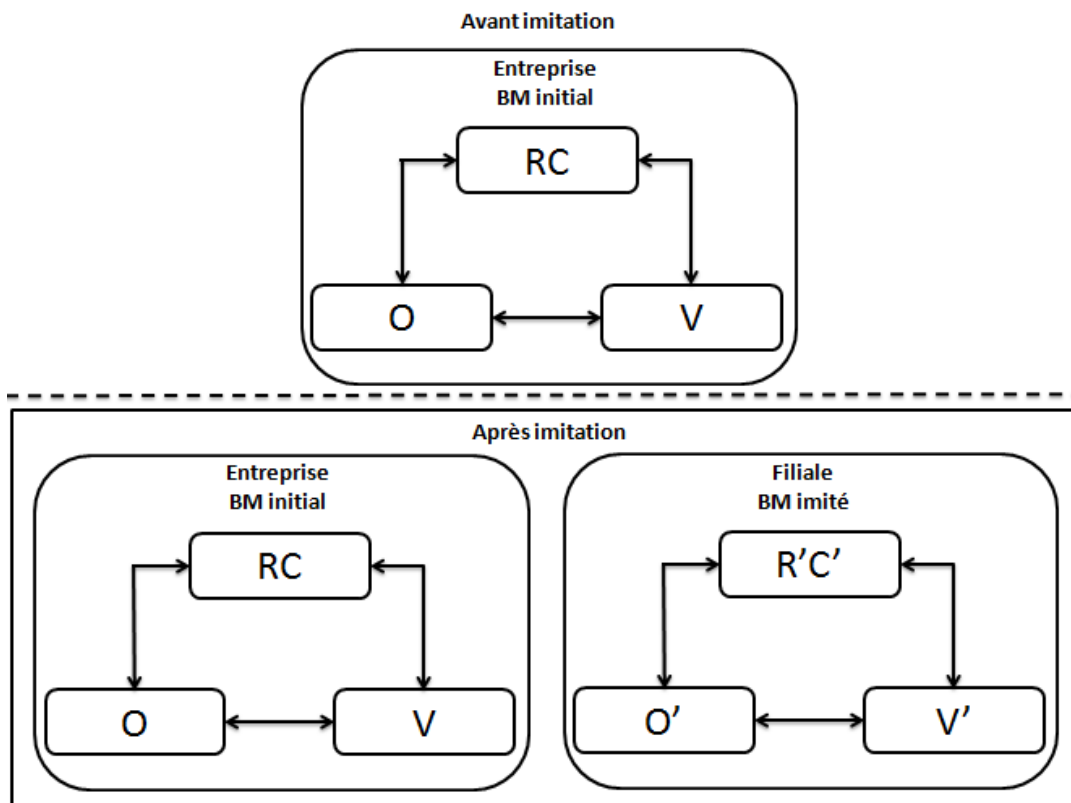 Avant imitation
Entreprise
BM initial
RC
O
V
Après imitation
Entreprise
BM initial
RC
O
V
Filiale
BM imité
R’C’
O’
V’